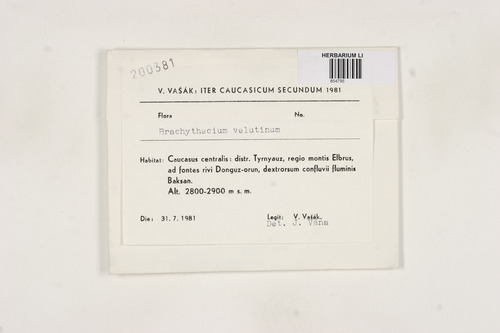 200381
HERBARIUM LI
V. VAŠÁK: ITER CAUCASICUM SECUNDUM 1981
Flora No.
Brachythecium velutinum
Habitat: Caucasus centralis: distr. Tyrnyauz, regio montis Elbrus,
ad fontes rivi Donguz-orun, dextrorsum confluvii fluminis
Baksan.
Alt. 2800-2900 m s. m.
Die: 31. 7. 1981 Legit: V. Vašák.
Det. J. Váňa